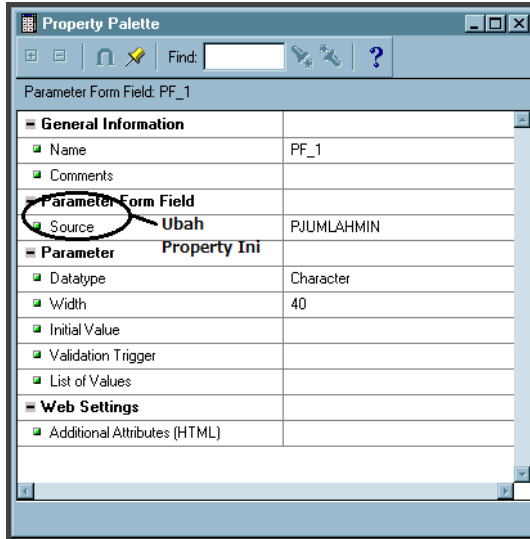 Property Palette
Find:
?
Parameter Form Field: PF_1
General Information
Name PF_1
Comments
Parameter Form Field
Source PJUMLAHMIN
Ubah
Property Ini
Parameter
Datatype Character
Width 40
Initial Value
Validation Trigger
List of Values
Web Settings
Additional Attributes (HTML)